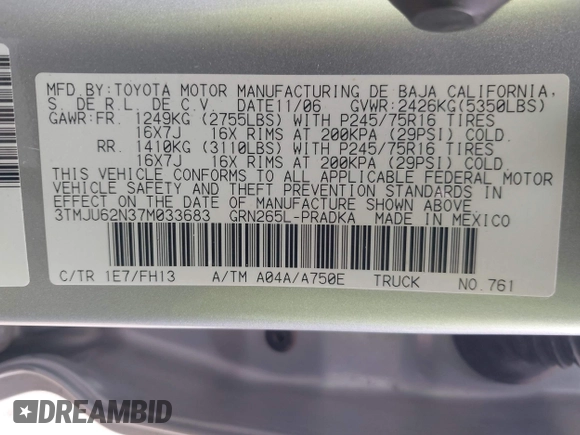 MFD.BY:TOYOTA MOTOR MANUFACTURING DE BAJA CALIFORNIA,
S. DE R.L. DE C.V. DATE11/06 GVWR:2426KG(5350LBS)
GAWR:FR. 1249KG (2755LBS) WITH P245/75R16 TIRES
16X7J 16X RIMS AT 200KPA (29PSI) COLD.
RR. 1410KG (3110LBS) WITH P245/75R16 TIRES
16X7J 16X RIMS AT 200KPA (29PSI) COLD.
THIS VEHICLE CONFORMS TO ALL APPLICABLE FEDERAL MOTOR
VEHICLE SAFETY AND THEFT PREVENTION STANDARDS IN
EFFECT ON THE DATE OF MANUFACTURE SHOWN ABOVE.
3TMJU62N37M033683 GRN265L-PRADKA MADE IN MEXICO
C/TR 1E7/FH13 A/TM A04A/A750E TRUCK NO.761
DREAMBID